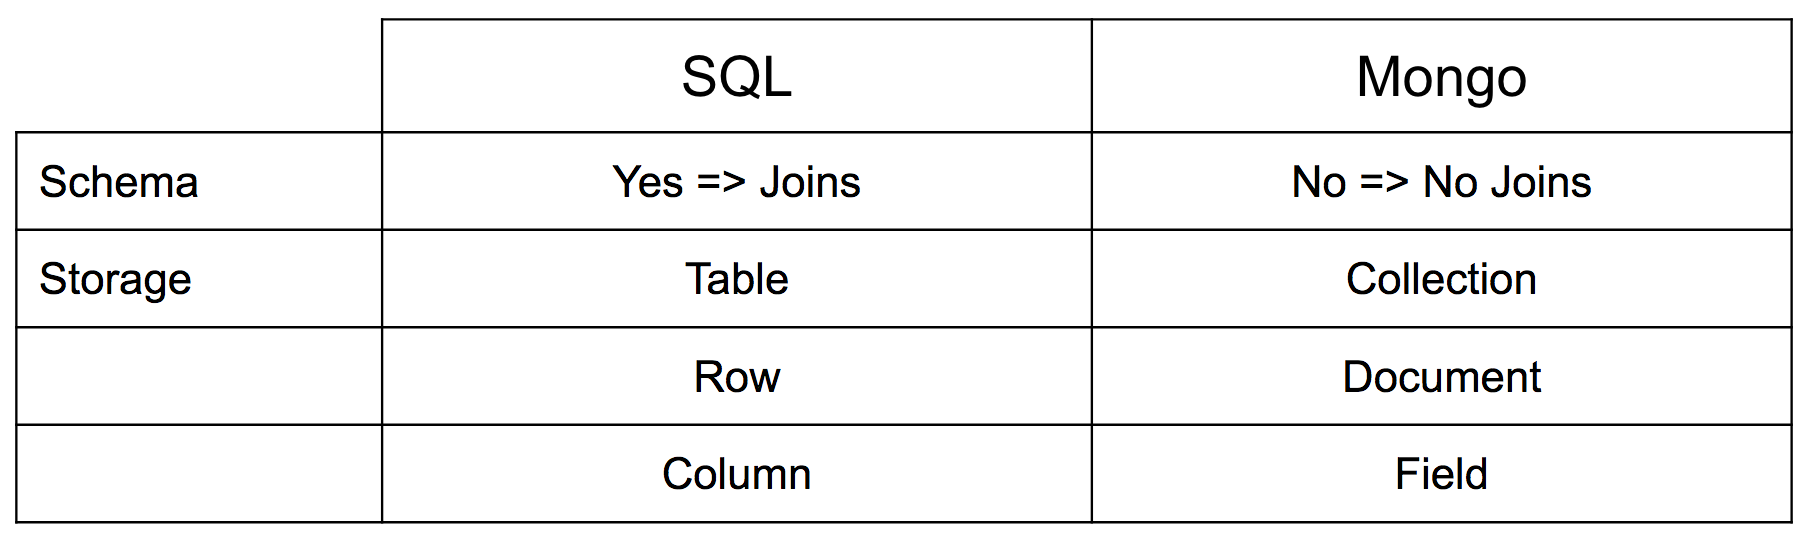 SQL Mongo
Schema Yes => Joins No => No Joins
Storage Table Collection
Row Document
Column Field